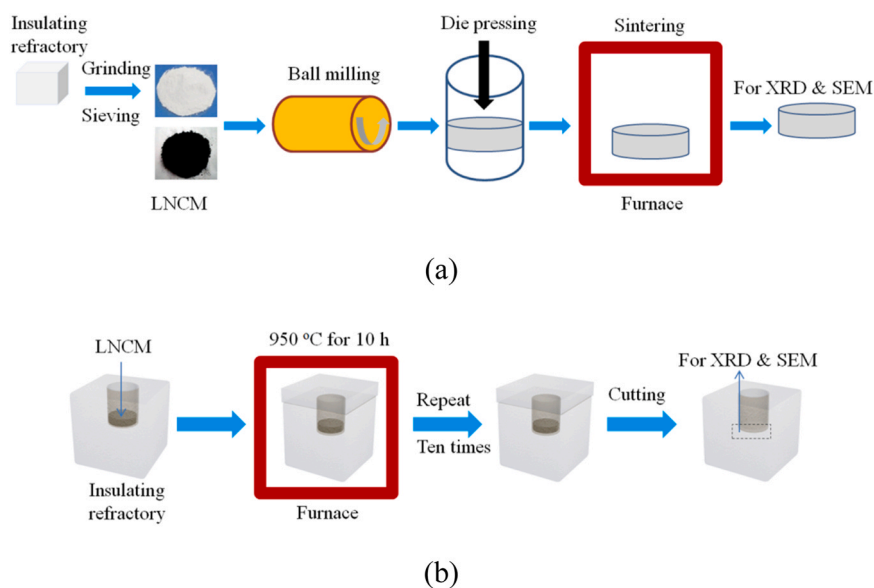 Insulating
refractory
Grinding
Sieving
LNCM
Ball milling
Die pressing
Sintering
Furnace
For XRD & SEM
(a)
LNCM
Insulating
refractory
950 ºC for 10 h
Furnace
Repeat
Ten times
Cutting
For XRD & SEM
(b)